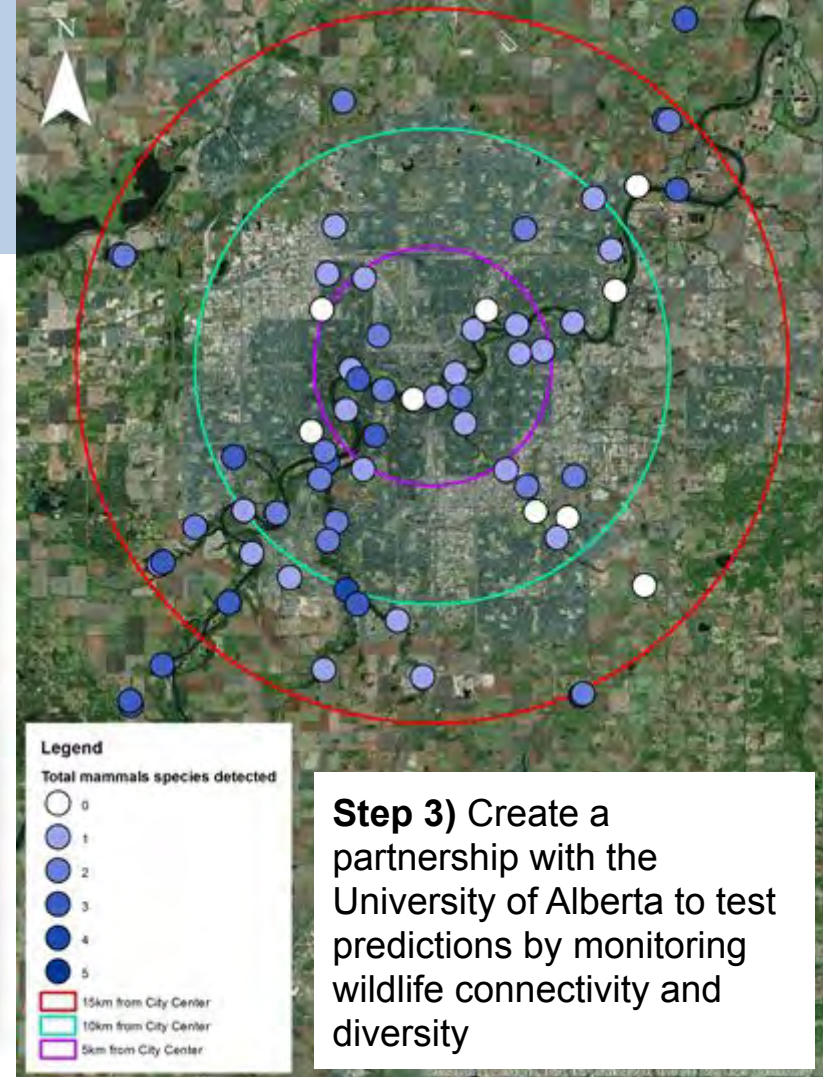 N
Legend
Total mammals species detected
0
1
2
3
4
5
15km from City Center
10km from City Center
5km from City Center
Step 3) Create a
partnership with the
University of Alberta to test
predictions by monitoring
wildlife connectivity and
diversity